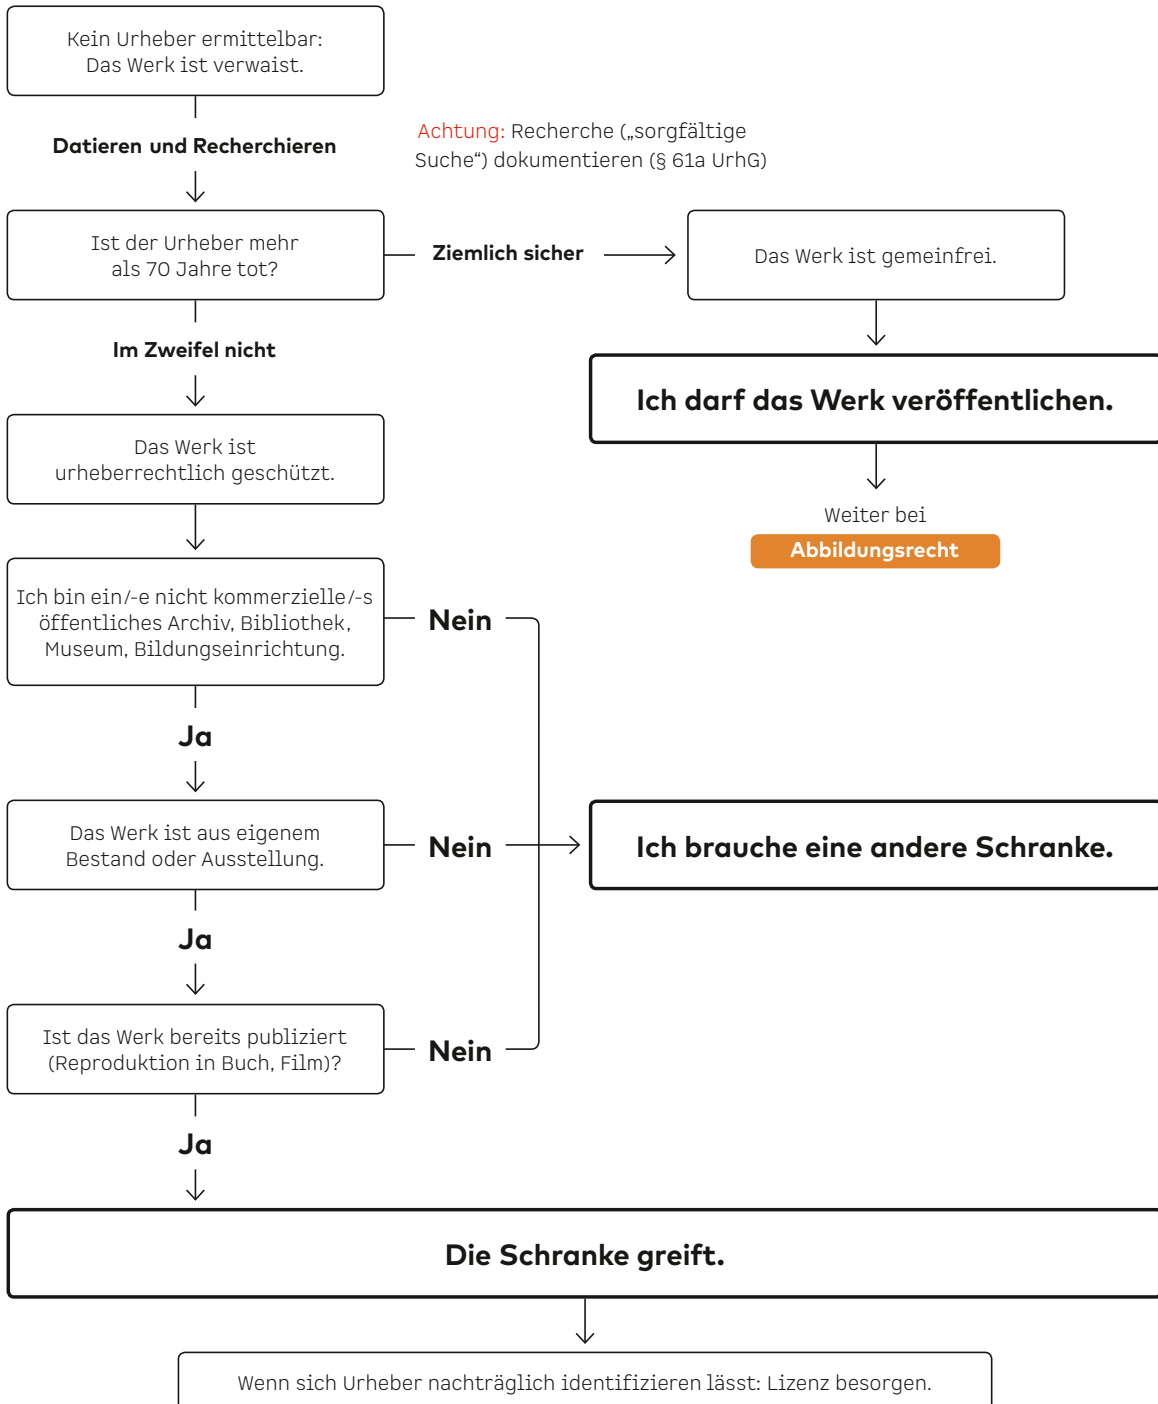 Kein Urheber ermittelbar:
Das Werk ist verwaist.
Datieren und Recherchieren
Achtung: Recherche („sorgfältige
Suche“) dokumentieren (§ 61a UrhG)
Ist der Urheber mehr
als 70 Jahre tot?
Ziemlich sicher
Das Werk ist gemeinfrei.
Im Zweifel nicht
Ich darf das Werk veröffentlichen.
Das Werk ist
urheberrechtlich geschützt.
Weiter bei
Abbildungsrecht
Ich bin ein/-e nicht kommerzielle/-s
öffentliches Archiv, Bibliothek,
Museum, Bildungseinrichtung.
Nein
Ja
Das Werk ist aus eigenem
Bestand oder Ausstellung.
Nein
Ich brauche eine andere Schranke.
Ja
Ist das Werk bereits publiziert
(Reproduktion in Buch, Film)?
Nein
Ja
Die Schranke greift.
Wenn sich Urheber nachträglich identifizieren lässt: Lizenz besorgen.